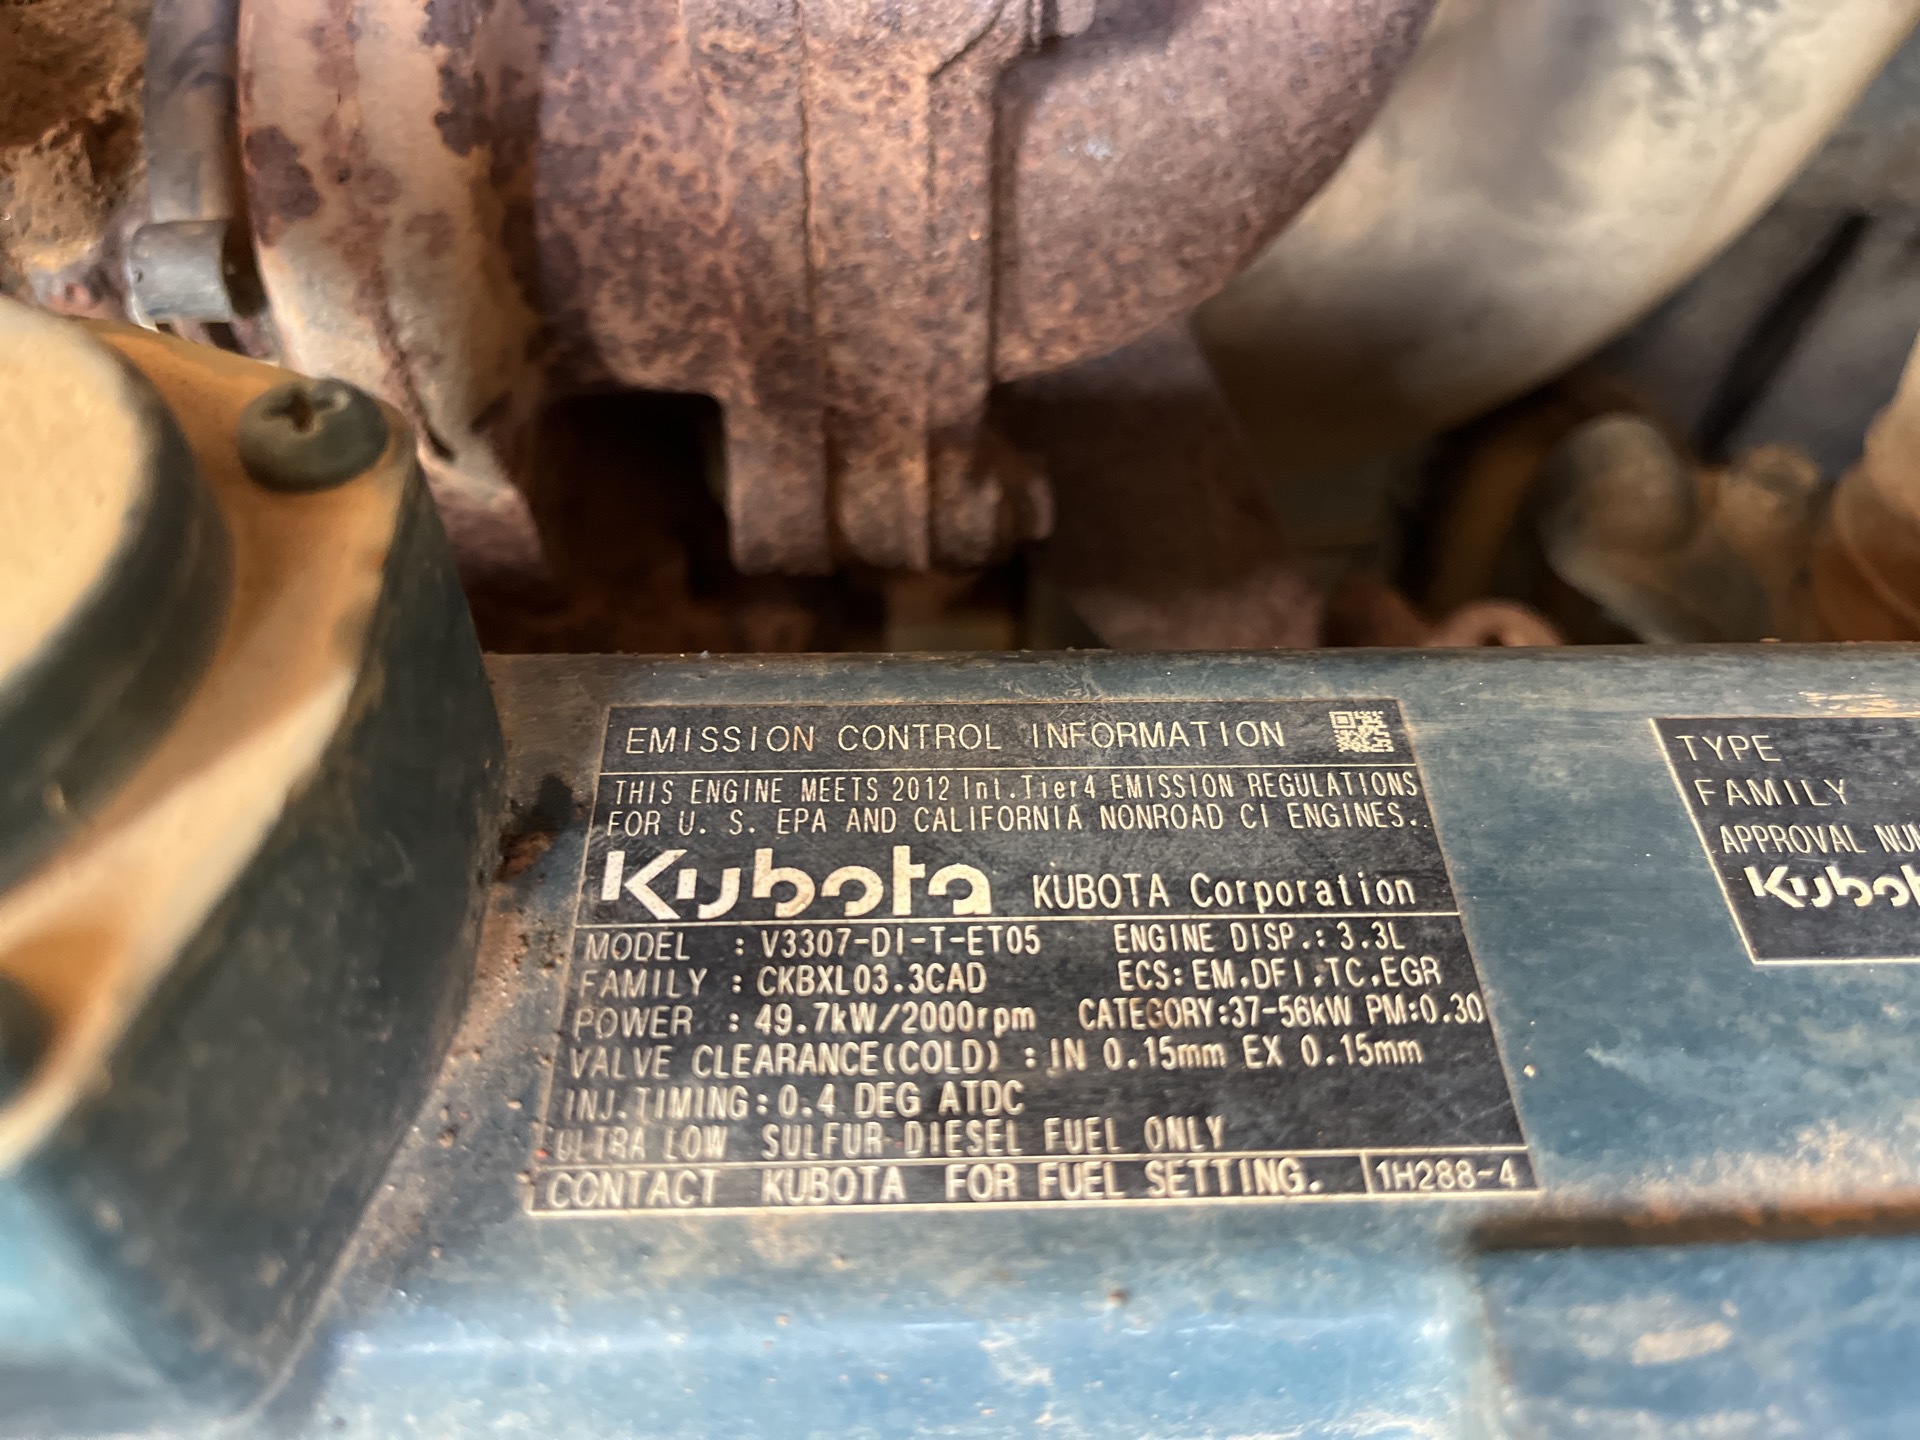 EMISSION CONTROL INFORMATION
THIS ENGINE MEETS 2012 Int.Tier4 EMISSION REGULATIONS
FOR U. S. EPA AND CALIFORNIA NONROAD CI ENGINES.
Kubota KUBOTA Corporation
MODEL : V3307-DI-T-ET05 ENGINE DISP.: 3.3L
FAMILY : CKBXL03.3CAD ECS: EM,DFI,TC,EGR
POWER : 49.7kW/2000rpm CATEGORY:37-56kW PM:0.30
VALVE CLEARANCE(COLD) : IN 0.15mm EX 0.15mm
INJ.TIMING: 0.4 DEG ATDC
ULTRA LOW SULFUR DIESEL FUEL ONLY
CONTACT KUBOTA FOR FUEL SETTING. 1H288-4
TYPE
FAMILY
APPROVAL